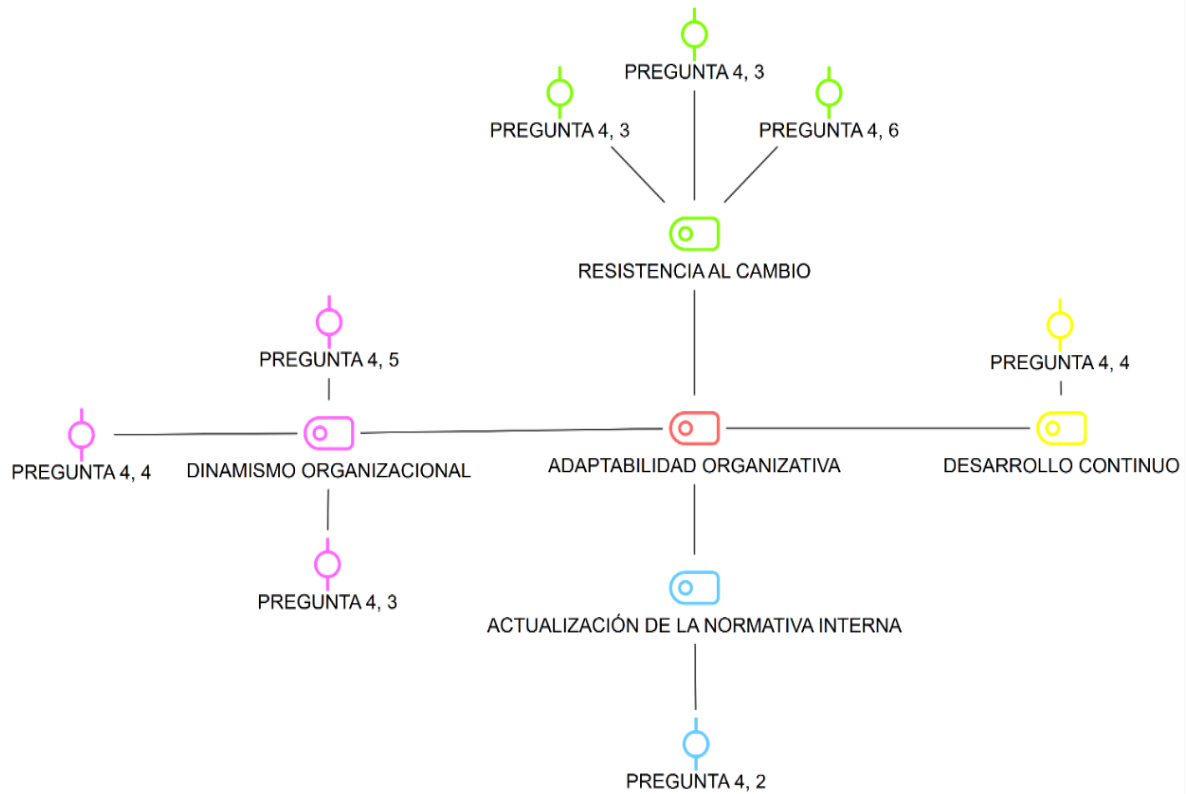 PREGUNTA 4, 3
PREGUNTA 4, 3
PREGUNTA 4, 6
RESISTENCIA AL CAMBIO
PREGUNTA 4, 5
PREGUNTA 4, 4
PREGUNTA 4, 4
DINAMISMO ORGANIZACIONAL
ADAPTABILIDAD ORGANIZATIVA
DESARROLLO CONTINUO
PREGUNTA 4, 3
ACTUALIZACIÓN DE LA NORMATIVA INTERNA
PREGUNTA 4, 2